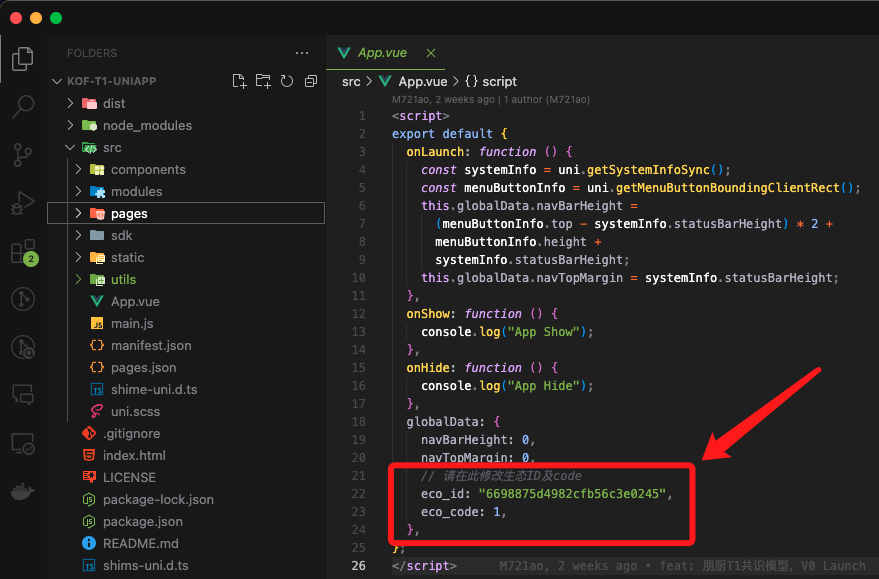 FOLDERS
KOF-T1-UNIAPP
dist
node_modules
src
components
modules
pages
sdk
static
utils
App.vue
main.js
manifest.json
pages.json
shime-uni.d.ts
uni.scss
.gitignore
index.html
LICENSE
package-lock.json
package.json
README.md
shims-uni.d.ts
2
App.vue
src > App.vue > {} script
M721ao, 2 weeks ago | 1 author (M721ao)
1 <script>
2 export default {
3 onLaunch: function () {
4 const systemInfo = uni.getSystemInfoSync();
5 const menuButtonInfo = uni.getMenuButtonBoundingClientRect();
6 this.globalData.navBarHeight =
7 (menuButtonInfo.top - systemInfo.statusBarHeight) * 2 +
8 menuButtonInfo.height +
9 systemInfo.statusBarHeight;
10 this.globalData.navTopMargin = systemInfo.statusBarHeight;
11 },
12 onShow: function () {
13 console.log("App Show");
14 },
15 onHide: function () {
16 console.log("App Hide");
17 },
18 globalData: {
19 navBarHeight: 0,
20 navTopMargin: 0,
21 // 请在此修改生态ID及code
22 eco_id: "6698875d4982cfb56c3e0245",
23 eco_code: 1,
24 },
25 };
26 </script> M721ao, 2 weeks ago • feat: 朋厨T1共识模型, V0 Launch